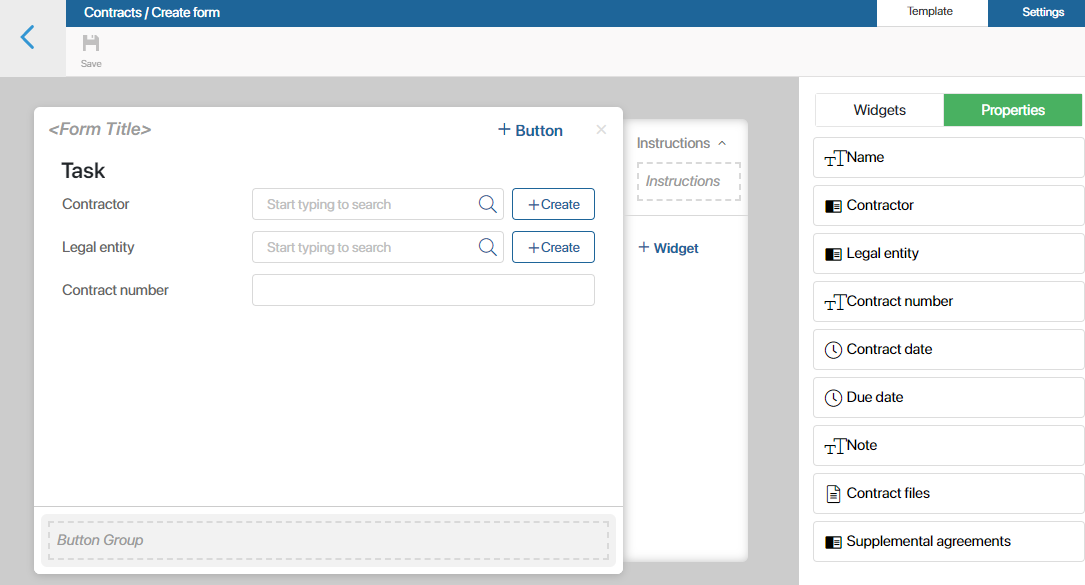 Contracts / Create form
Template
Settings
Save
<Form Title>
+ Button
Task
Contractor
Start typing to search
+Create
Legal entity
Start typing to search
+Create
Contract number
Button Group
Instructions
Instructions
+ Widget
Widgets
Properties
Name
Contractor
Legal entity
Contract number
Contract date
Due date
Note
Contract files
Supplemental agreements